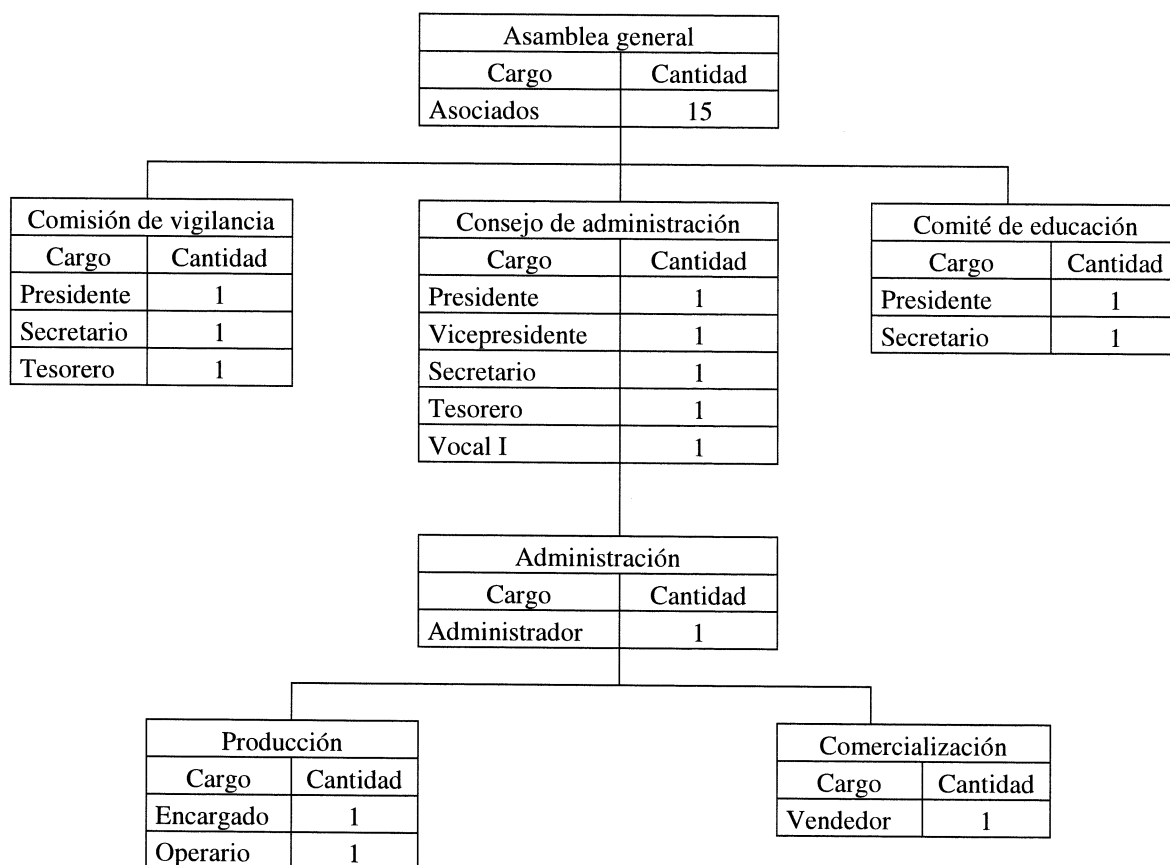 Asamblea general
Cargo Cantidad
Asociados 15
Comisión de vigilancia
Cargo Cantidad
Presidente 1
Secretario 1
Tesorero 1
Consejo de administración
Cargo Cantidad
Presidente 1
Vicepresidente 1
Secretario 1
Tesorero 1
Vocal I 1
Comité de educación
Cargo Cantidad
Presidente 1
Secretario 1
Administración
Cargo Cantidad
Administrador 1
Producción
Cargo Cantidad
Encargado 1
Operario 1
Comercialización
Cargo Cantidad
Vendedor 1